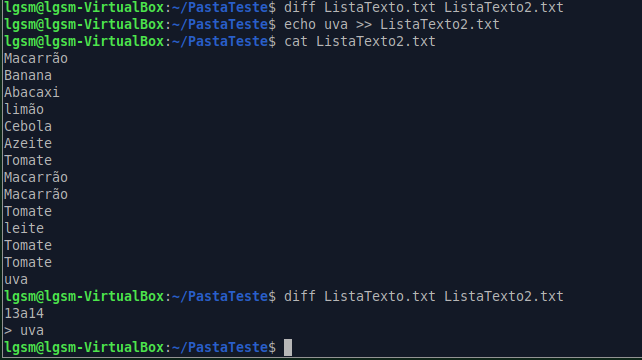 lgsm@lgsm-VirtualBox:~/PastaTeste$ diff ListaTexto.txt ListaTexto2.txt
lgsm@lgsm-VirtualBox:~/PastaTeste$ echo uva >> ListaTexto2.txt
lgsm@lgsm-VirtualBox:~/PastaTeste$ cat ListaTexto2.txt
Macarrão
Banana
Abacaxi
limão
Cebola
Azeite
Tomate
Macarrão
Macarrão
Tomate
leite
Tomate
Tomate
uva
lgsm@lgsm-VirtualBox:~/PastaTeste$ diff ListaTexto.txt ListaTexto2.txt
13a14
> uva
lgsm@lgsm-VirtualBox:~/PastaTeste$